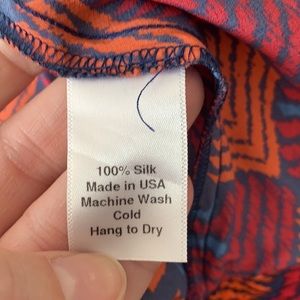 100% Silk
Made in USA
Machine Wash
Cold
Hang to Dry